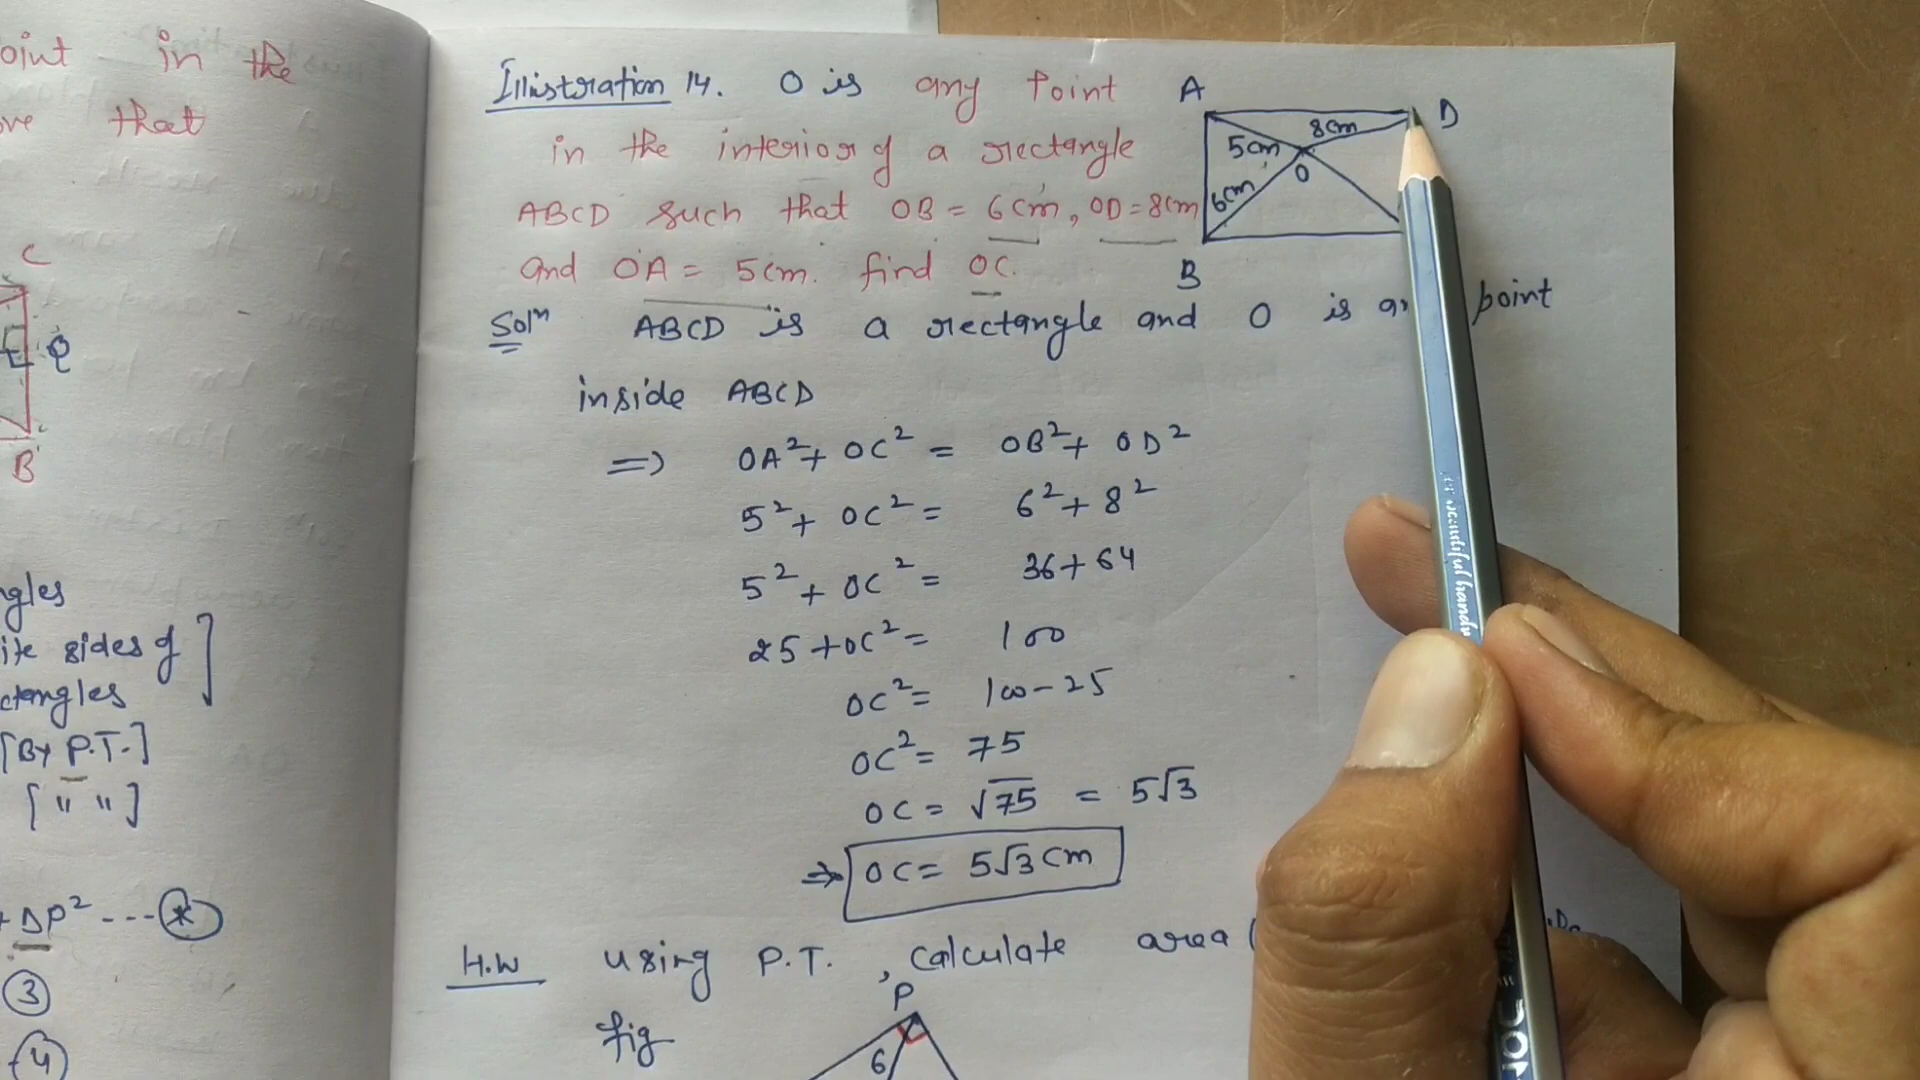 oint in the
ve that
C
Q
B
gles
ite sides of
ctangles
[By P.T.]
[" "]
+ DP² ---(*)
3
4
Illustration 14. O is any point
in the interior of a rectangle
ABCD such that OB = 6cm, OD = 8cm
and OA = 5cm. find OC.
A
D
8cm
5cm
O
6cm
B
Solⁿ ABCD is a rectangle and O is point
inside ABCD
=> OA² + OC² = OB² + OD²
5² + OC² = 6² + 8²
5² + OC² = 36 + 64
25 + OC² = 100
OC² = 100 - 25
OC² = 75
OC = √75 = 5√3
=> OC = 5√3 cm
H.W using P.T., calculate area (
fig
P
6